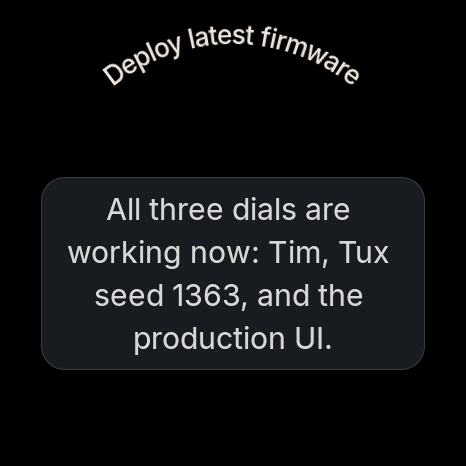 Deploy latest firmware
All three dials are
working now: Tim, Tux
seed 1363, and the
production UI.